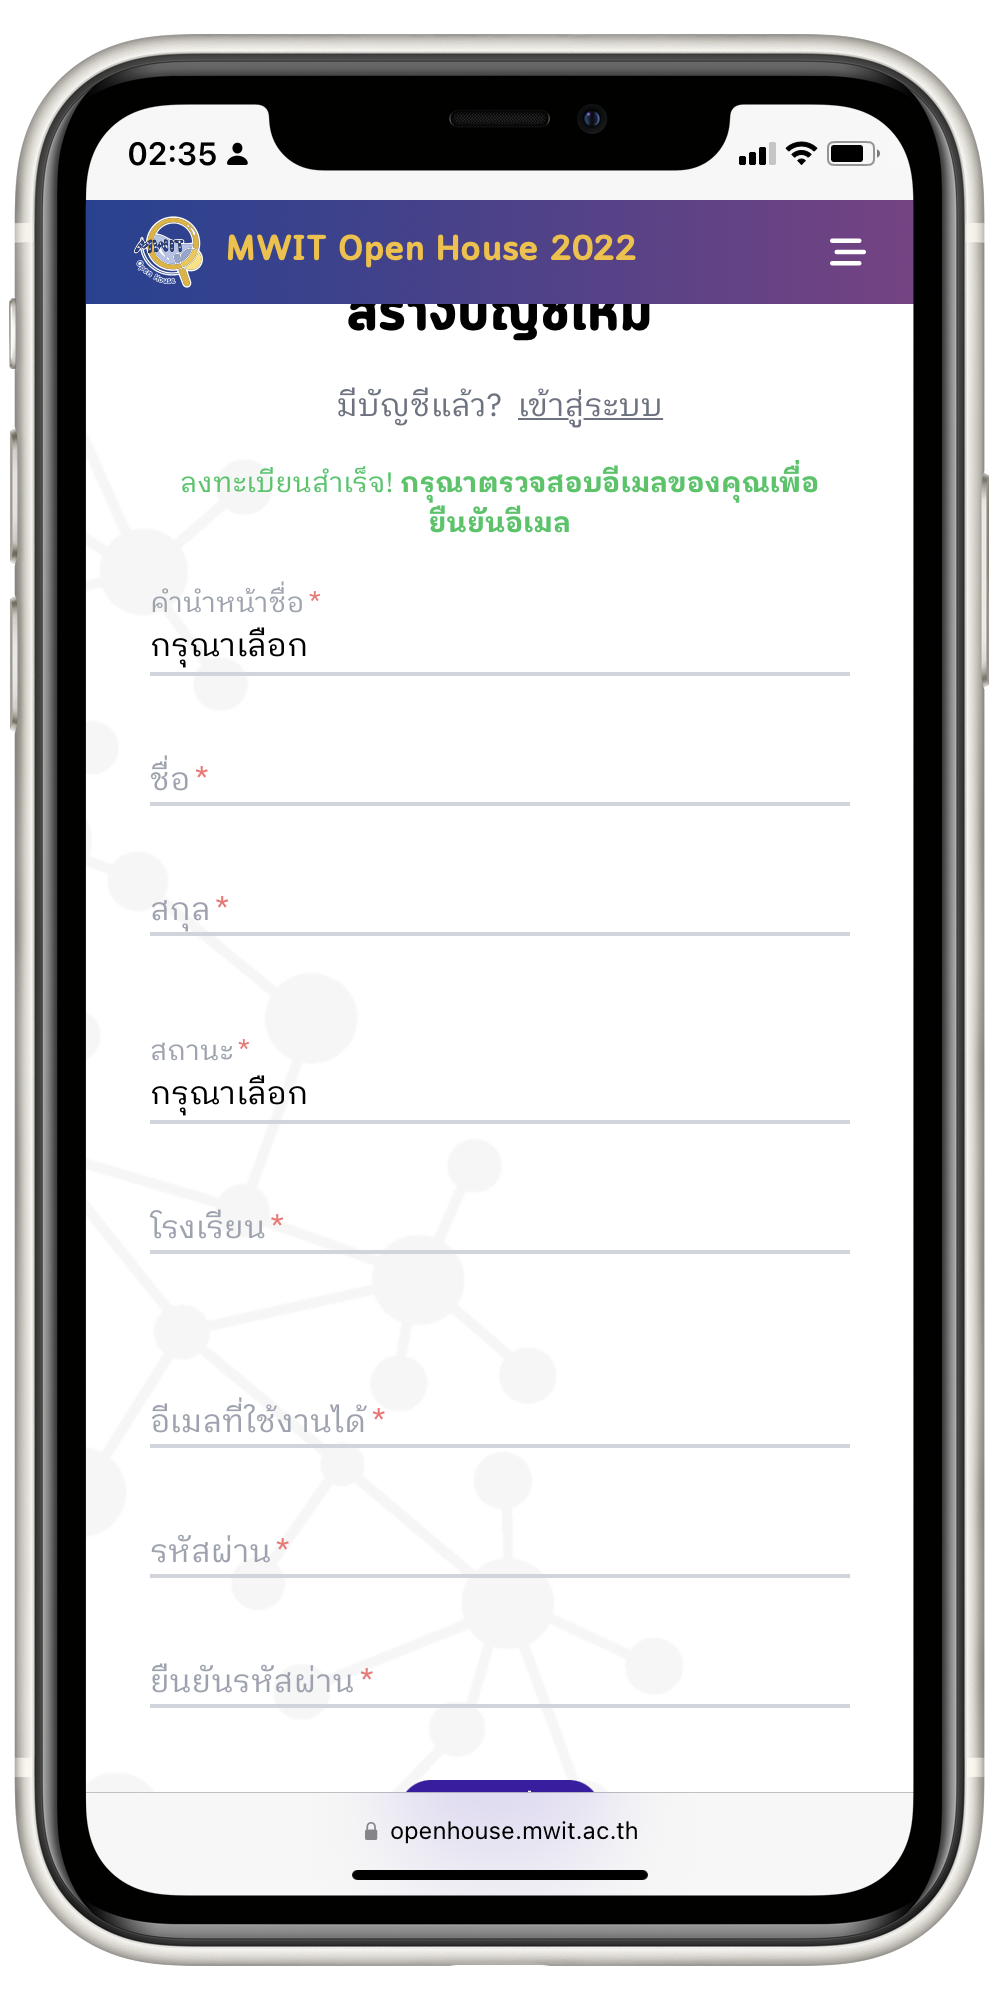 02:35
MWIT
Open House
MWIT Open House 2022
สร้างบัญชีใหม่
มีบัญชีแล้ว? เข้าสู่ระบบ
ลงทะเบียนสำเร็จ! กรุณาตรวจสอบอีเมลของคุณเพื่อ
ยืนยันอีเมล
คำนำหน้าชื่อ *
กรุณาเลือก
ชื่อ *
สกุล *
สถานะ *
กรุณาเลือก
โรงเรียน *
อีเมลที่ใช้งานได้ *
รหัสผ่าน *
ยืนยันรหัสผ่าน *
openhouse.mwit.ac.th